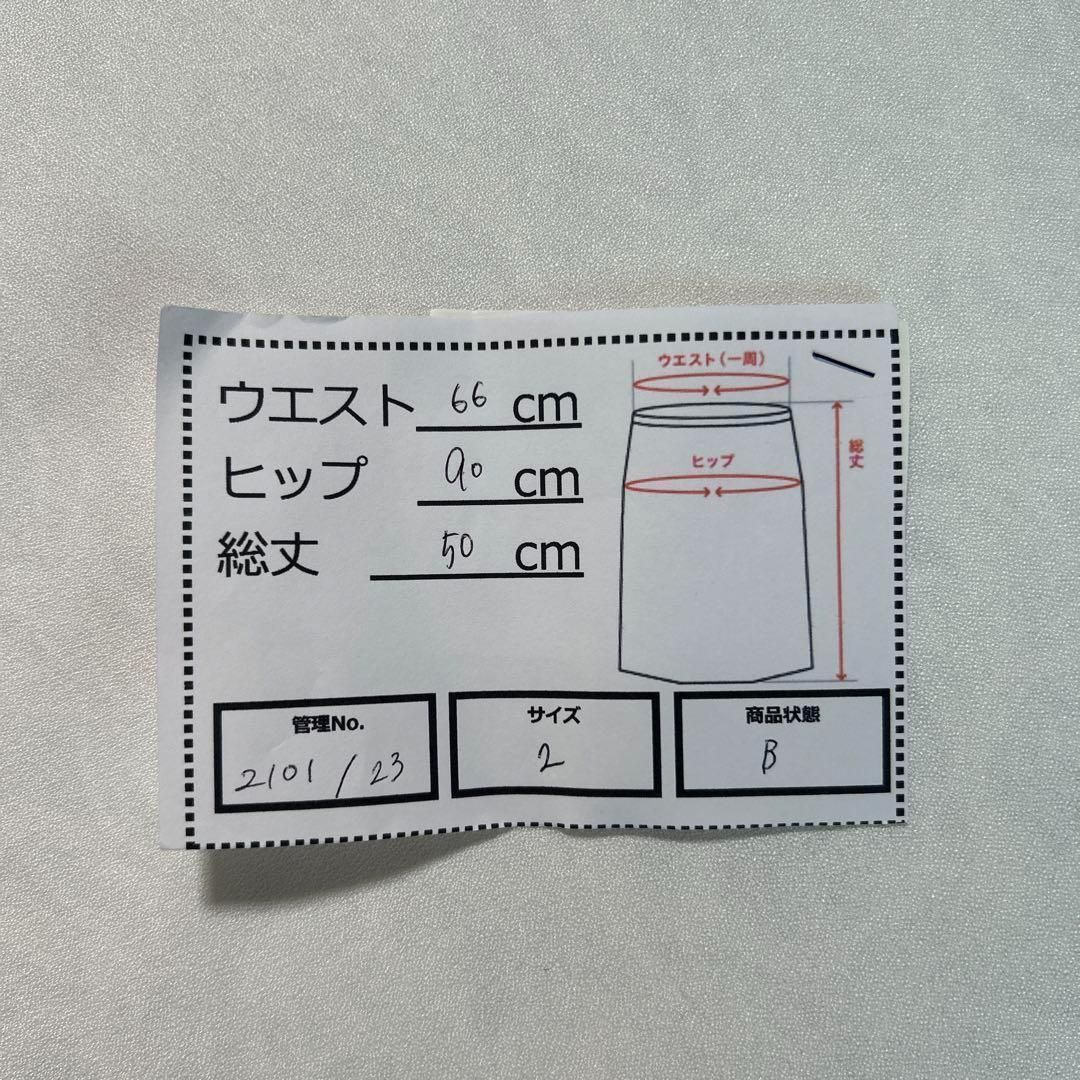 ウエスト 66 cm
ヒップ 90 cm
総丈 50 cm
ウエスト(一周)
ヒップ
総丈
管理No.
2101 / 23
サイズ
2
商品状態
B